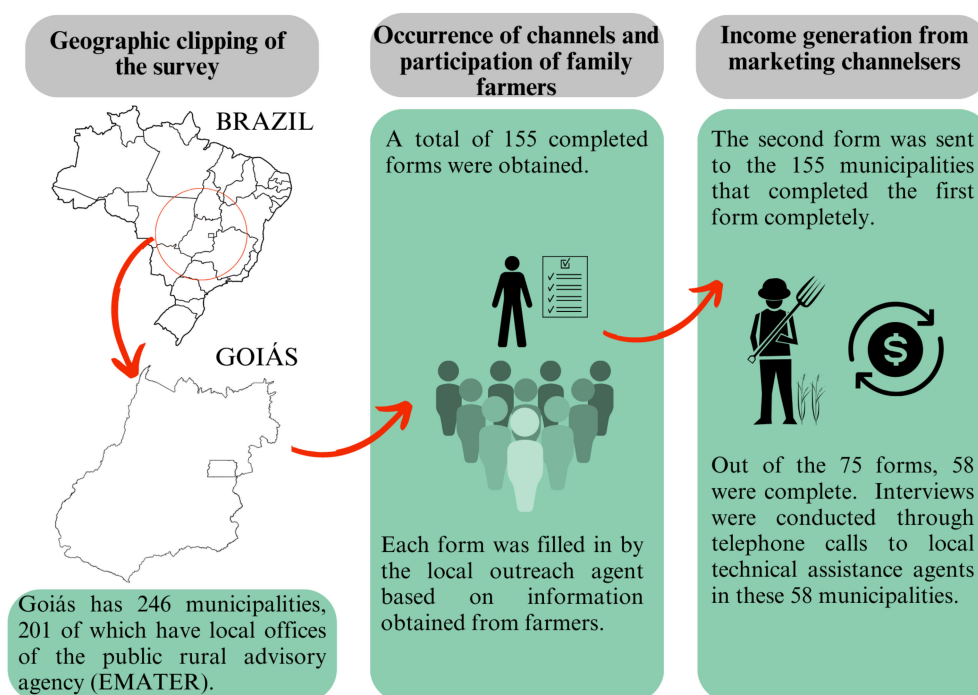 Geographic clipping of
the survey
BRAZIL
GOIÁS
Goiás has 246 municipalities,
201 of which have local offices
of the public rural advisory
agency (EMATER).
Occurrence of channels and
participation of family
farmers
A total of 155 completed
forms were obtained.
Each form was filled in by
the local outreach agent
based on information
obtained from farmers.
Income generation from
marketing channelsers
The second form was sent
to the 155 municipalities
that completed the first
form completely.
$
Out of the 75 forms, 58
were complete. Interviews
were conducted through
telephone calls to local
technical assistance agents
in these 58 municipalities.